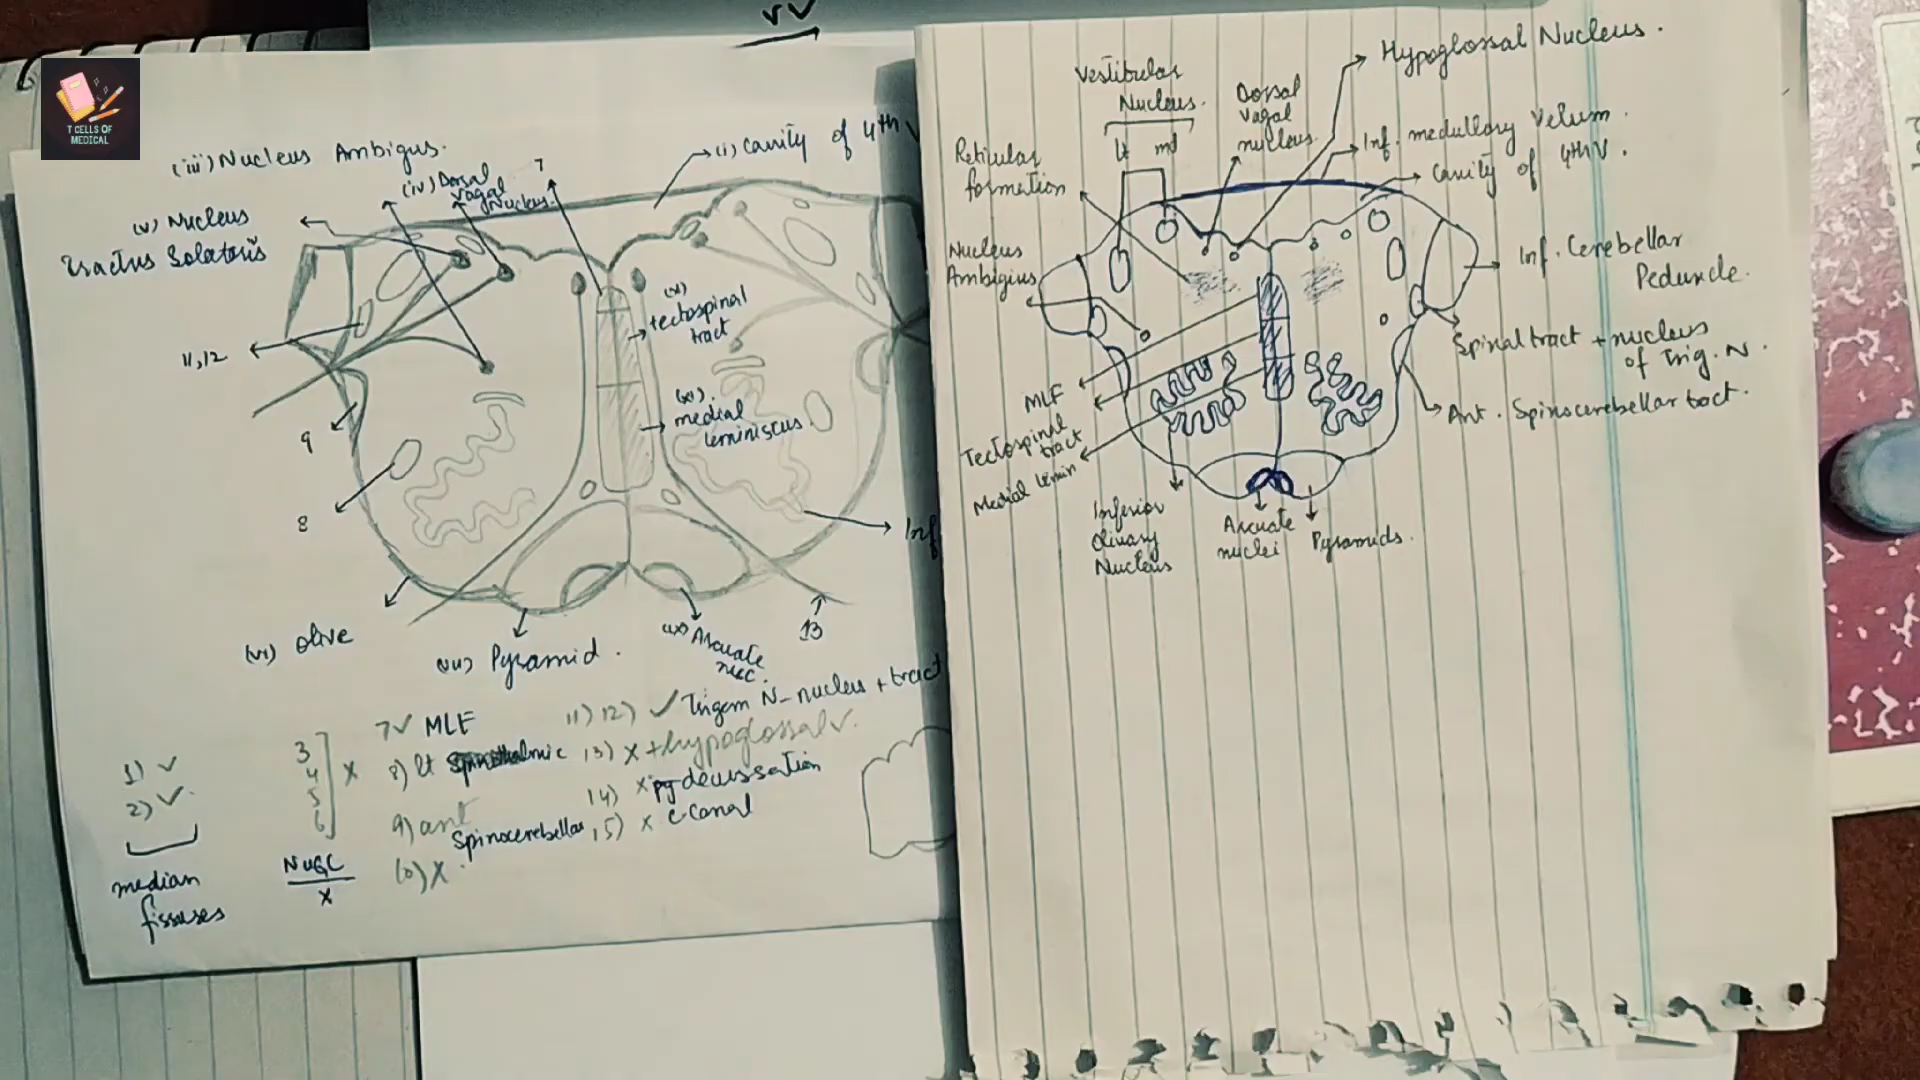 rv
T CELLS OF
MEDICAL
(iii) Nucleus Ambigus.
(i) cavity of 4th V
(iv) Dorsal
Vagal
Nucleus.
7
(v) Nucleus
Tractus Solatoris
11,12
9
8
(x)
tectospinal
tract
(xi)
medial
leminiscus.
Inf
(vi) Olive
(vii) Pyramid.
(ix) Arcuate
nuc.
13
1) ✓
2) ✓.
median
fissures
3
4
5
6
x
NuGC
x
7 ✓ MLF
8) lt
9) ant
Spinocerebellar
10) x.
11) 12) ✓ Trigem N- nucleus + tract
13) x + hypoglossal ✓.
14) x py decussation
15) x c-canal
Vestibular
Nucleus.
lt md
Dorsal
Vagal
nucleus.
Hypoglossal Nucleus.
Inf. medullary Velum.
cavity of 4th V.
Reticular
formation
Nucleus
Ambigius
Inf. Cerebellar
Peduncle.
Spinal tract + nucleus
of Trig. N.
Ant. Spinocerebellar tract.
MLF
Tectospinal
tract
Medial lemin
Inferior
Olivary
Nucleus
Arcuate
nuclei
Pyramids.